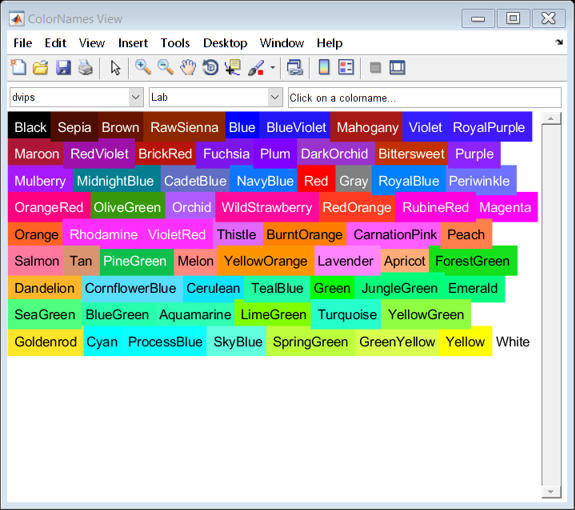 ColorNames View
File Edit View Insert Tools Desktop Window Help
dvips Lab Click on a colorname...
Black Sepia Brown RawSienna Blue BlueViolet Mahogany Violet RoyalPurple
Maroon RedViolet BrickRed Fuchsia Plum DarkOrchid Bittersweet Purple
Mulberry MidnightBlue CadetBlue NavyBlue Red Gray RoyalBlue Periwinkle
OrangeRed OliveGreen Orchid WildStrawberry RedOrange RubineRed Magenta
Orange Rhodamine VioletRed Thistle BurntOrange CarnationPink Peach
Salmon Tan PineGreen Melon YellowOrange Lavender Apricot ForestGreen
Dandelion CornflowerBlue Cerulean TealBlue Green JungleGreen Emerald
SeaGreen BlueGreen Aquamarine LimeGreen Turquoise YellowGreen
Goldenrod Cyan ProcessBlue SkyBlue SpringGreen GreenYellow Yellow White